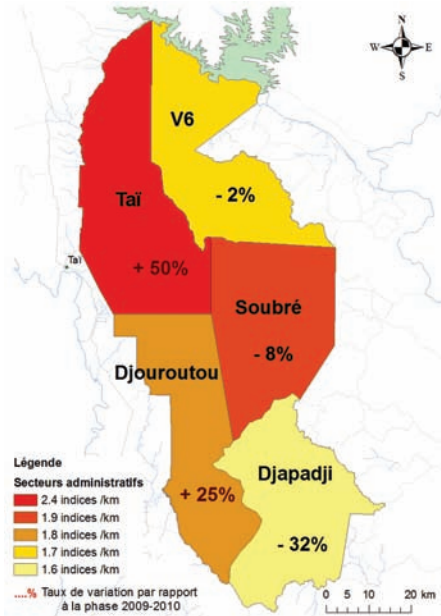 N
W E
S
V6
- 2%
Taï
+ 50%
Taï
Soubré
- 8%
Djouroutou
+ 25%
Djapadji
- 32%
Légende
Secteurs administratifs
2.4 indices /km
1.9 indices /km
1.8 indices /km
1.7 indices /km
1.6 indices /km
....% Taux de variation par rapport
à la phase 2009-2010
0 5 10 20 km